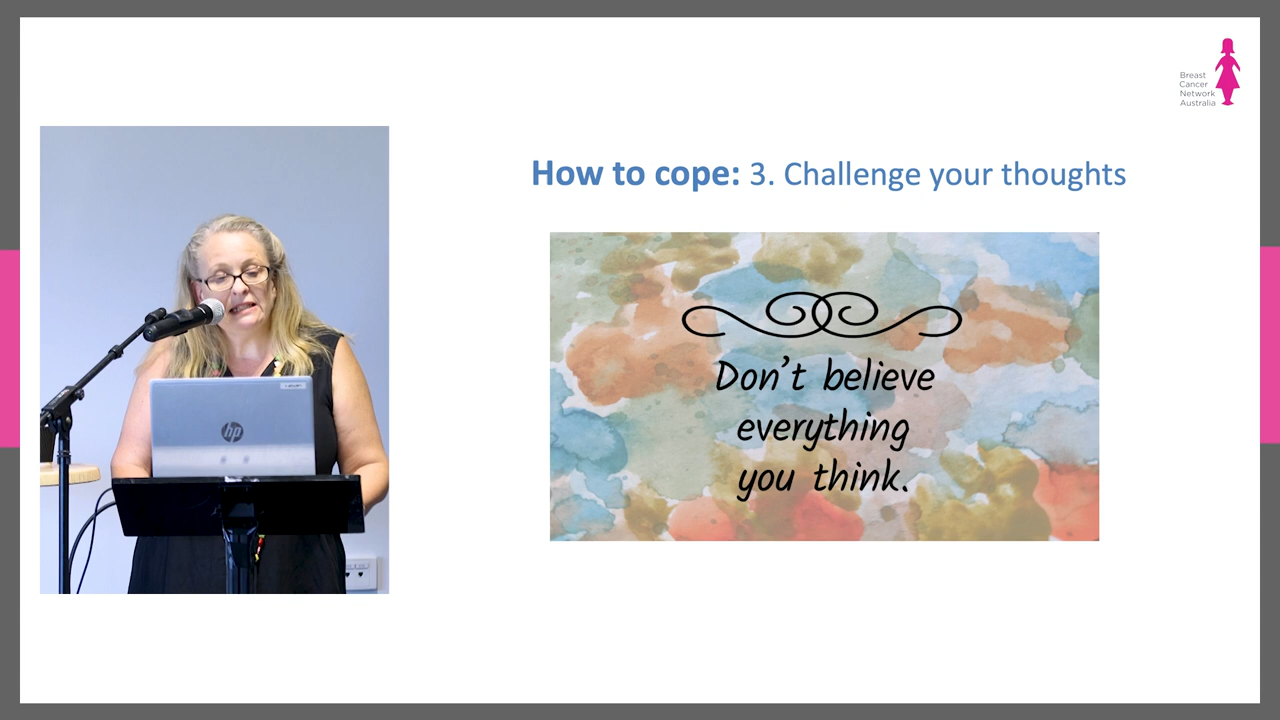 Breast
Cancer
Network
Australia
How to cope: 3. Challenge your thoughts
Don't believe
everything
you think.
hp